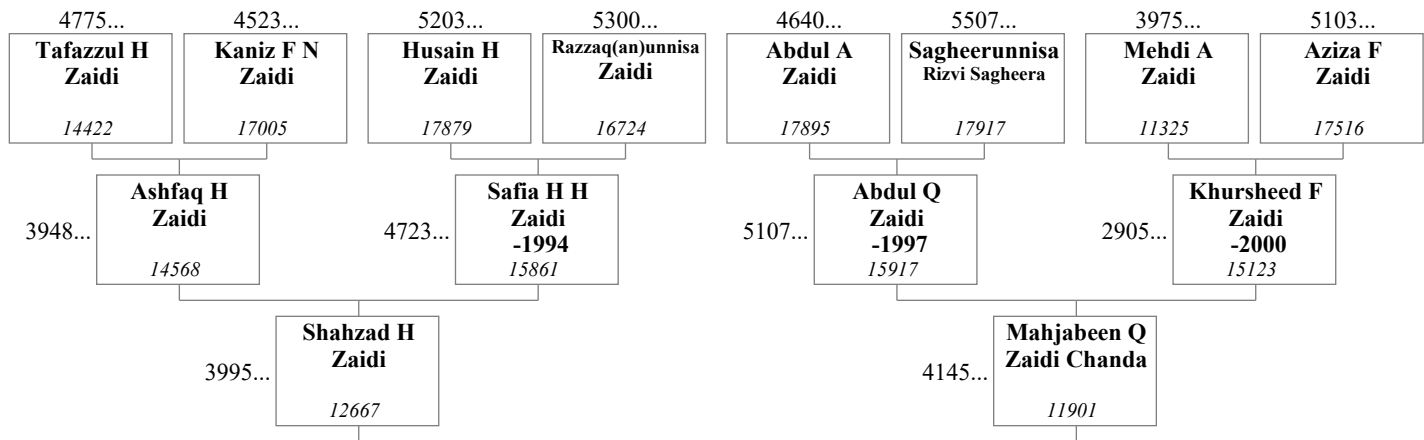 4775... 4523... 5203... 5300... 4640... 5507... 3975... 5103...
Tafazzul H Kaniz F N Husain H Razzaq(an)unnisa Abdul A Sagheerunnisa Mehdi A Aziza F
Zaidi Zaidi Zaidi Zaidi Zaidi Rizvi Sagheera Zaidi Zaidi
14422 17005 17879 16724 17895 17917 11325 17516
Ashfaq H Safia H H Abdul Q Khursheed F
Zaidi Zaidi Zaidi Zaidi
3948... 4723... -1994 5107... -1997 2905... -2000
14568 15861 15917 15123
Shahzad H Mahjabeen Q
Zaidi Zaidi Chanda
3995... 4145...
12667 11901